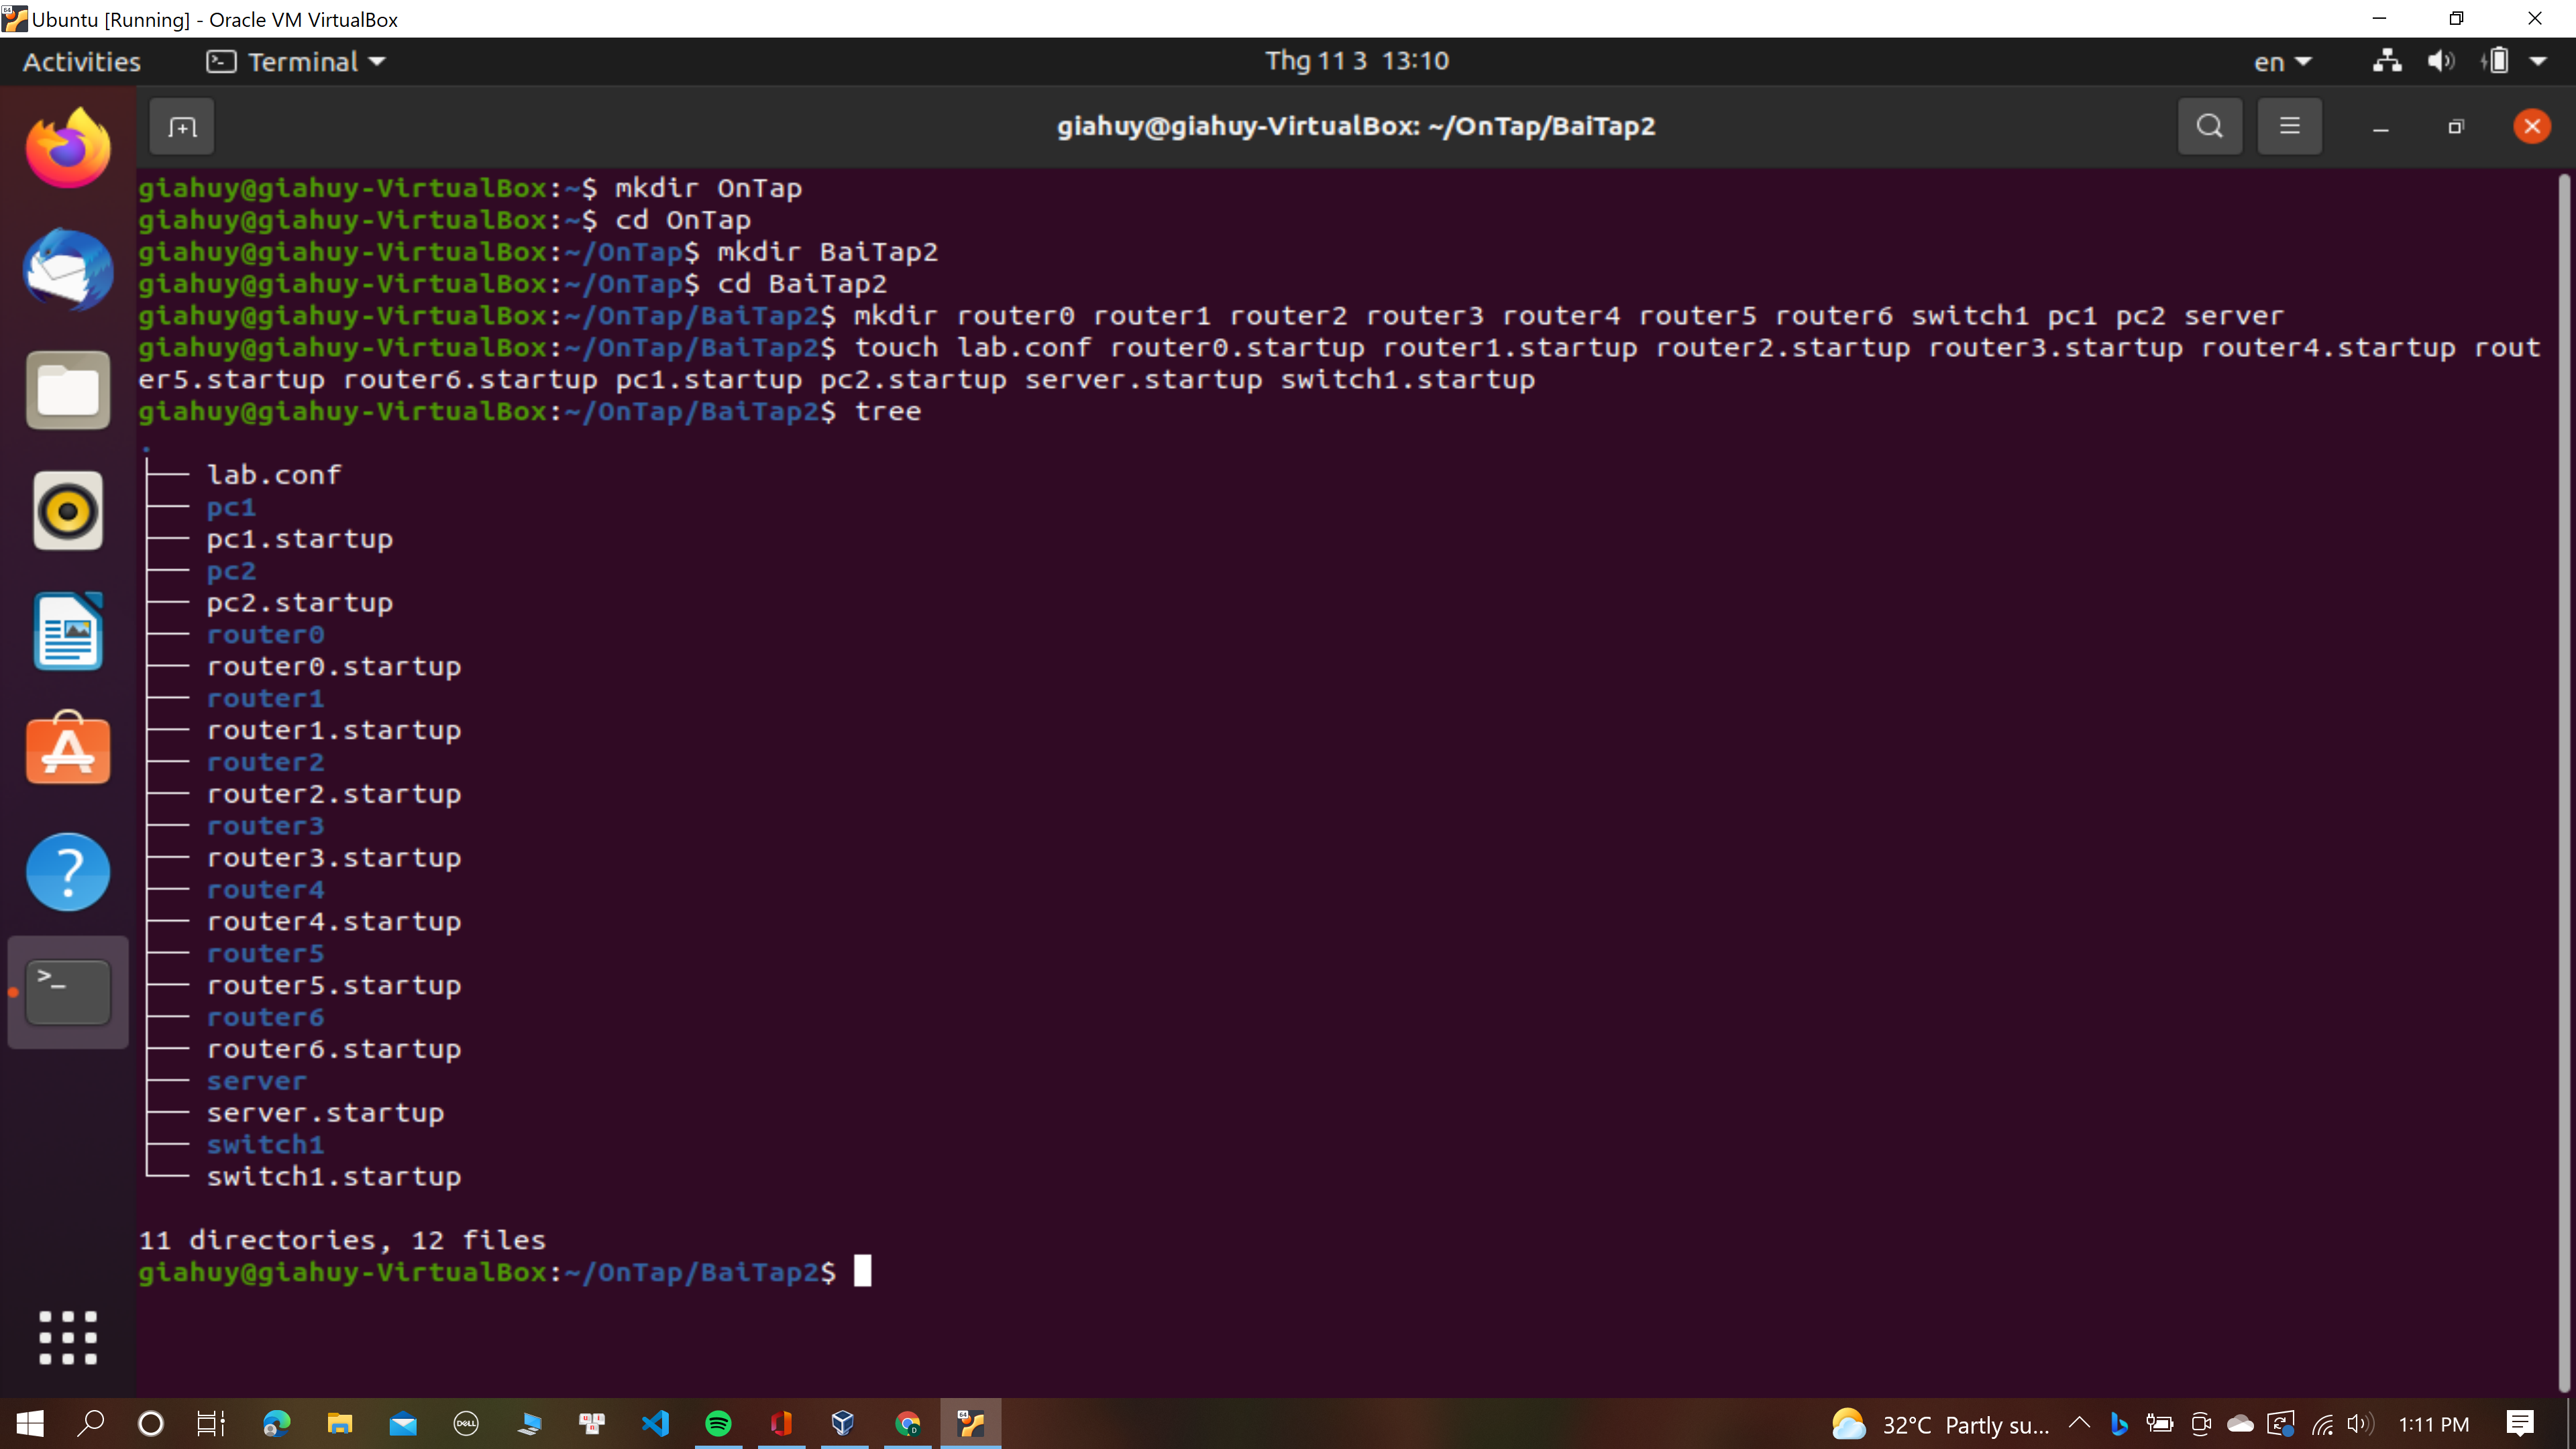 Ubuntu [Running] - Oracle VM VirtualBox
Activities Terminal Thg 11 3 13:10 en
giahuy@giahuy-VirtualBox: ~/OnTap/BaiTap2
giahuy@giahuy-VirtualBox:~$ mkdir OnTap
giahuy@giahuy-VirtualBox:~$ cd OnTap
giahuy@giahuy-VirtualBox:~/OnTap$ mkdir BaiTap2
giahuy@giahuy-VirtualBox:~/OnTap$ cd BaiTap2
giahuy@giahuy-VirtualBox:~/OnTap/BaiTap2$ mkdir router0 router1 router2 router3 router4 router5 router6 switch1 pc1 pc2 server
giahuy@giahuy-VirtualBox:~/OnTap/BaiTap2$ touch lab.conf router0.startup router1.startup router2.startup router3.startup router4.startup rout
er5.startup router6.startup pc1.startup pc2.startup server.startup switch1.startup
giahuy@giahuy-VirtualBox:~/OnTap/BaiTap2$ tree
.
├── lab.conf
├── pc1
├── pc1.startup
├── pc2
├── pc2.startup
├── router0
├── router0.startup
├── router1
├── router1.startup
├── router2
├── router2.startup
├── router3
├── router3.startup
├── router4
├── router4.startup
├── router5
├── router5.startup
├── router6
├── router6.startup
├── server
├── server.startup
├── switch1
└── switch1.startup
11 directories, 12 files
giahuy@giahuy-VirtualBox:~/OnTap/BaiTap2$
32°C Partly su... 1:11 PM